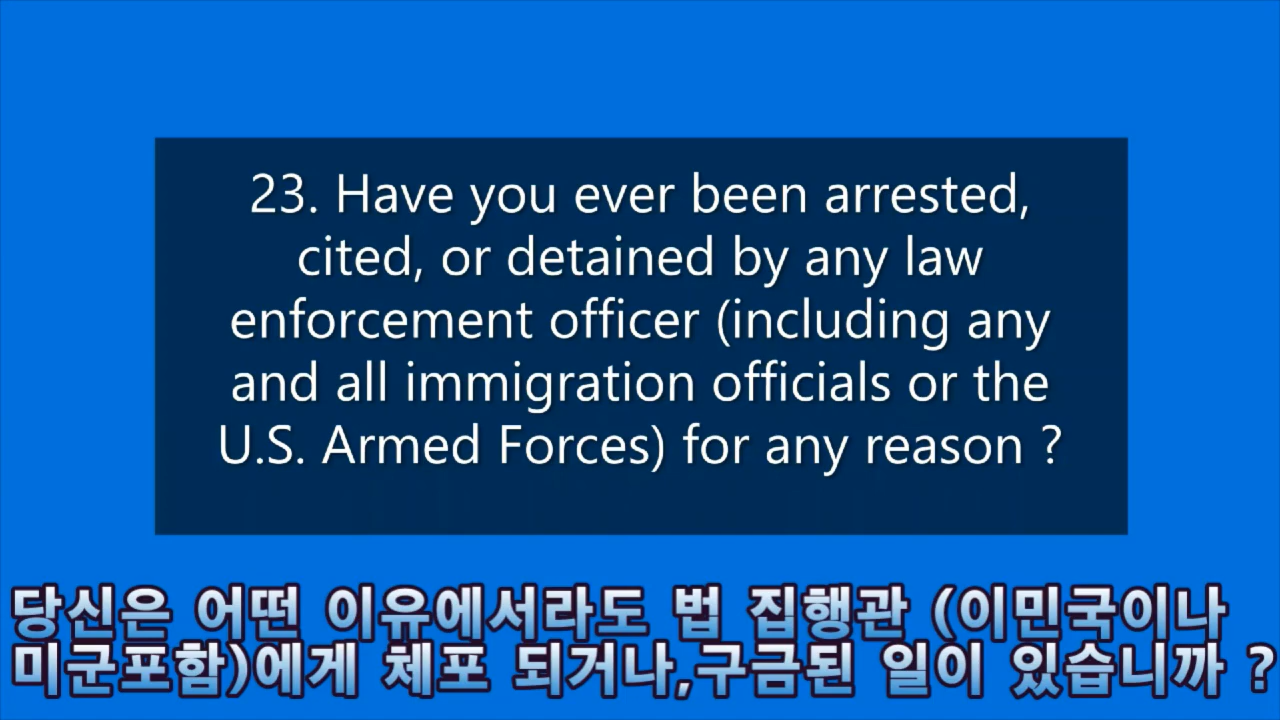 23. Have you ever been arrested,
cited, or detained by any law
enforcement officer (including any
and all immigration officials or the
U.S. Armed Forces) for any reason ?
당신은 어떤 이유에서라도 법 집행관 (이민국이나
미군포함)에게 체포 되거나,구금된 일이 있습니까 ?